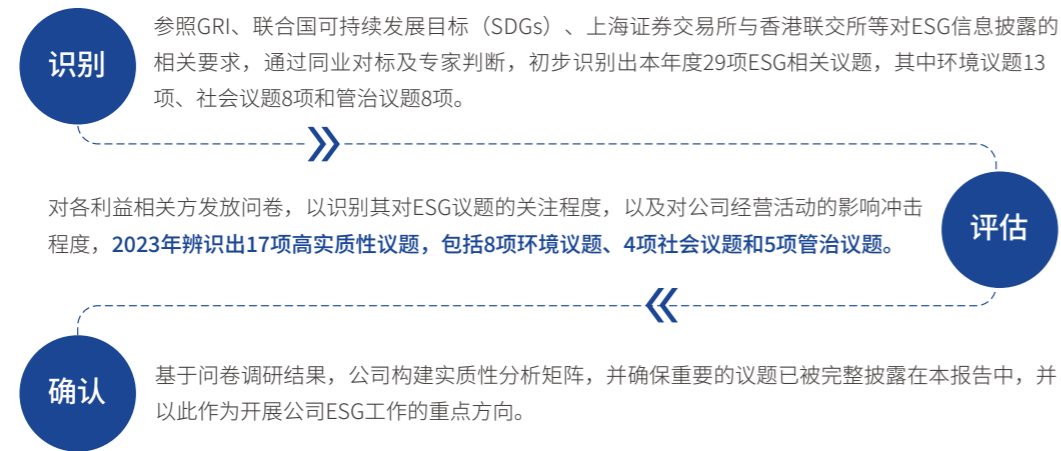 识别
参照GRI、联合国可持续发展目标（SDGs）、上海证券交易所与香港联交所等对ESG信息披露的
相关要求，通过同业对标及专家判断，初步识别出本年度29项ESG相关议题，其中环境议题13
项、社会议题8项和管治议题8项。
对各利益相关方发放问卷，以识别其对ESG议题的关注程度，以及对公司经营活动的影响冲击
程度，2023年辨识出17项高实质性议题，包括8项环境议题、4项社会议题和5项管治议题。
评估
确认
基于问卷调研结果，公司构建实质性分析矩阵，并确保重要的议题已被完整披露在本报告中，并
以此作为开展公司ESG工作的重点方向。